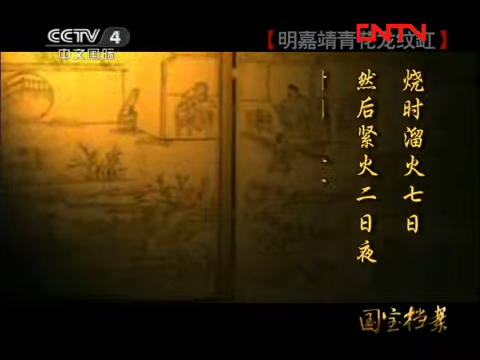 CCTV 4
中文国际
【明嘉靖青花龙纹缸】
CNTV
烧时溜火七日
然后紧火二日夜
国宝档案